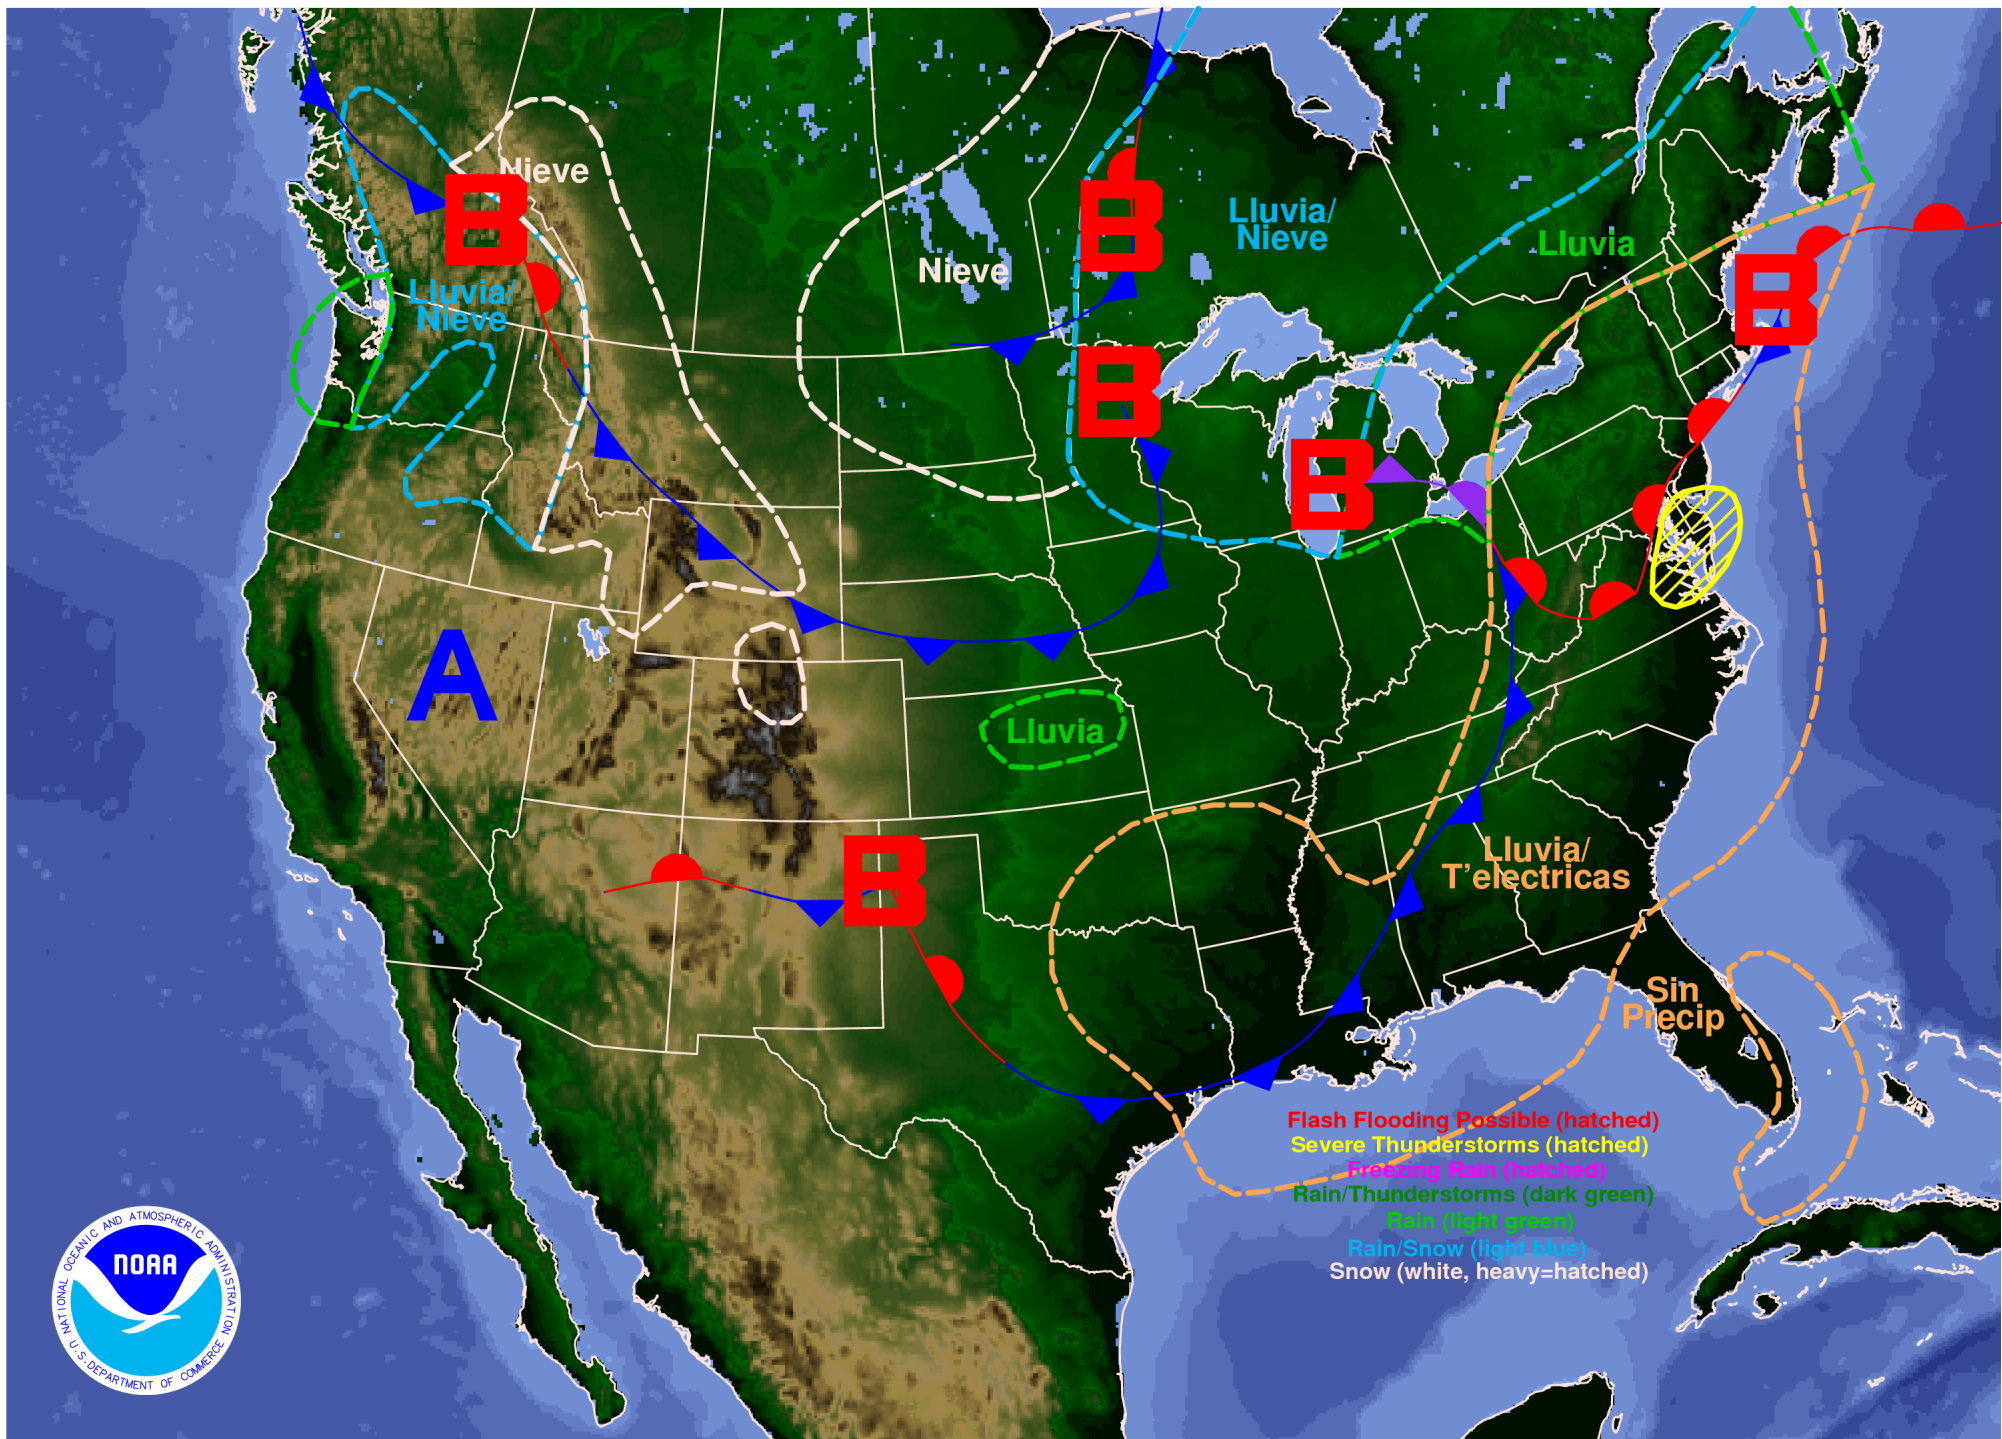 Nieve
B
Lluvia/
Nieve
Nieve
B
Lluvia/
Nieve
Lluvia
B
B
B
A
Lluvia
B
Lluvia/
T'electricas
Sin
Precip
Flash Flooding Possible (hatched)
Severe Thunderstorms (hatched)
Freezing Rain (hatched)
Rain/Thunderstorms (dark green)
Rain (light green)
Rain/Snow (light blue)
Snow (white, heavy=hatched)
NATIONAL OCEANIC AND ATMOSPHERIC ADMINISTRATION
NOAA
U.S. DEPARTMENT OF COMMERCE